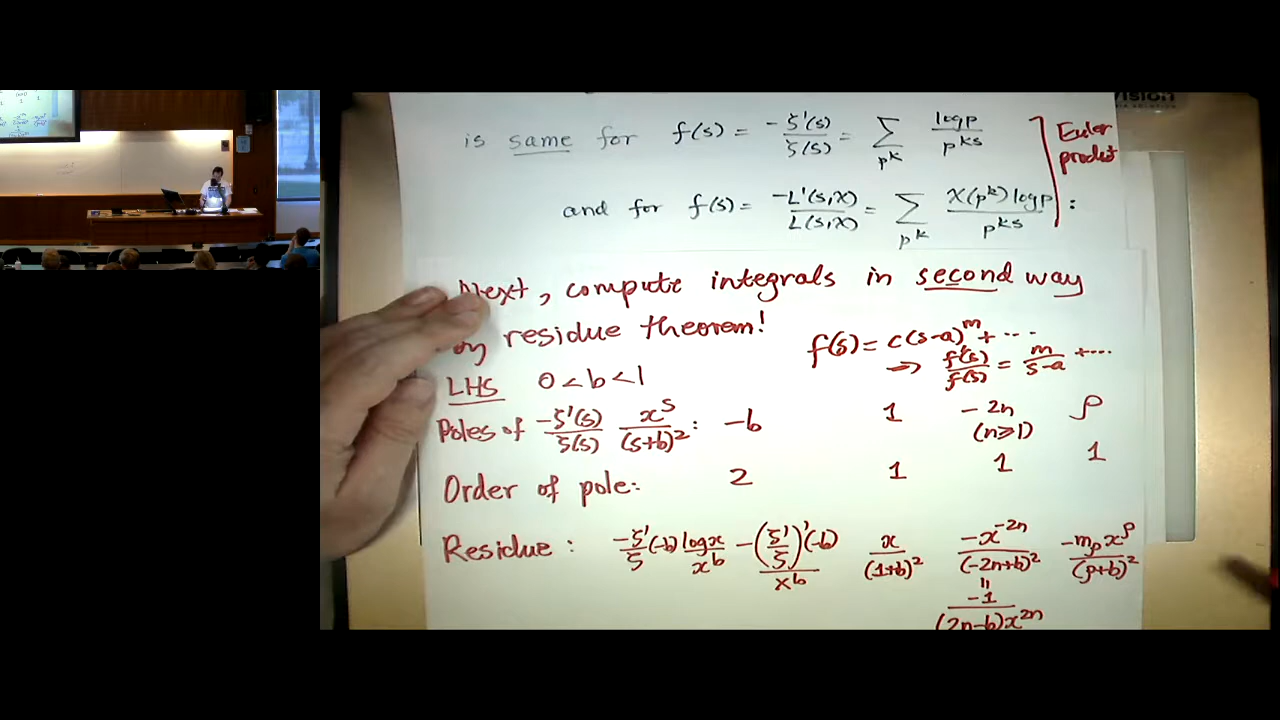 is same for f(s) = -ζ'(s)/ζ(s) = Σ_{p^k} log p / p^{ks}
Euler product
and for f(s) = -L'(s,χ)/L(s,χ) = Σ_{p^k} χ(p^k) log p / p^{ks} :
Next, compute integrals in second way
by residue theorem!
f(s) = c(s-a)^m + ...
→ f'(s)/f(s) = m/(s-a) + ...
LHS 0 < b < 1
Poles of -ζ'(s)/ζ(s) x^s/(s+b)^2 : -b 1 -2n (n≥1) ρ
Order of pole: 2 1 1 1
Residue : -ζ'/ζ(-b) log x / x^b - (ζ'/ζ)'(-b) / x^b x/(1+b)^2 -x^{-2n}/(-2n+b)^2 -m_ρ x^ρ/(ρ+b)^2
"
-1/(2n-b)x^{2n}